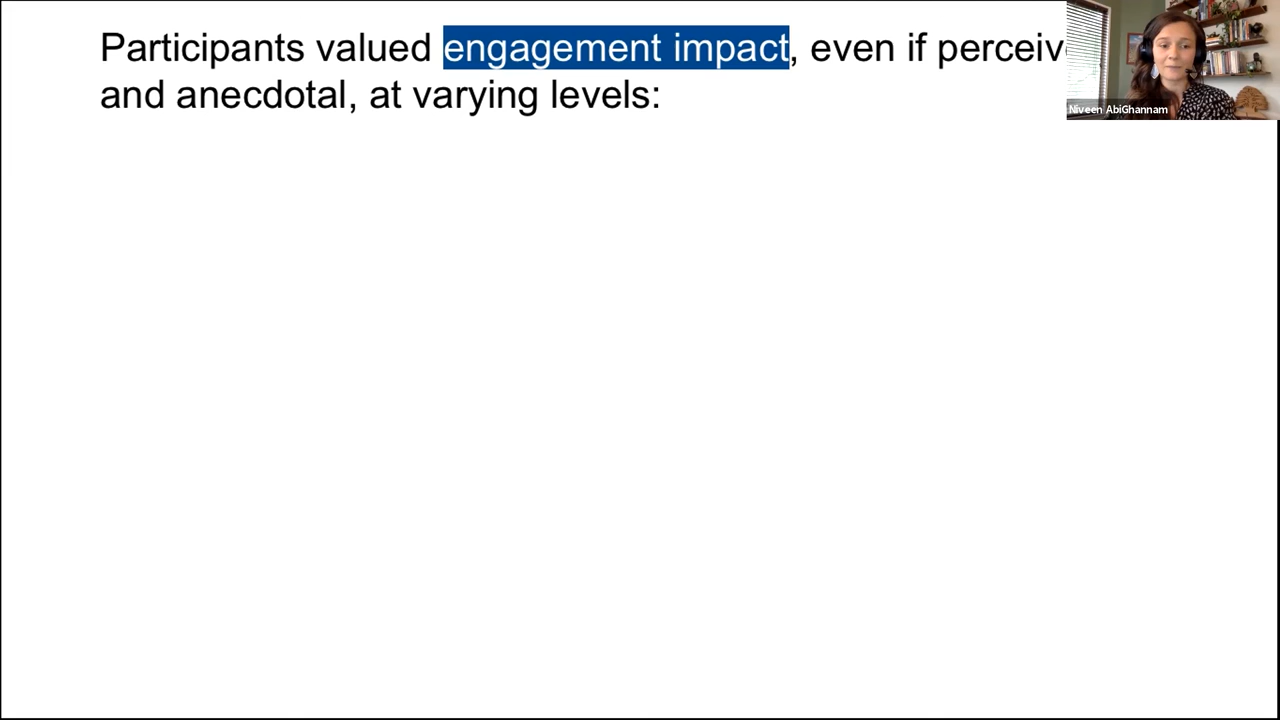 Participants valued engagement impact, even if
and anecdotal, at varying levels:
Niveen AbiGhannam